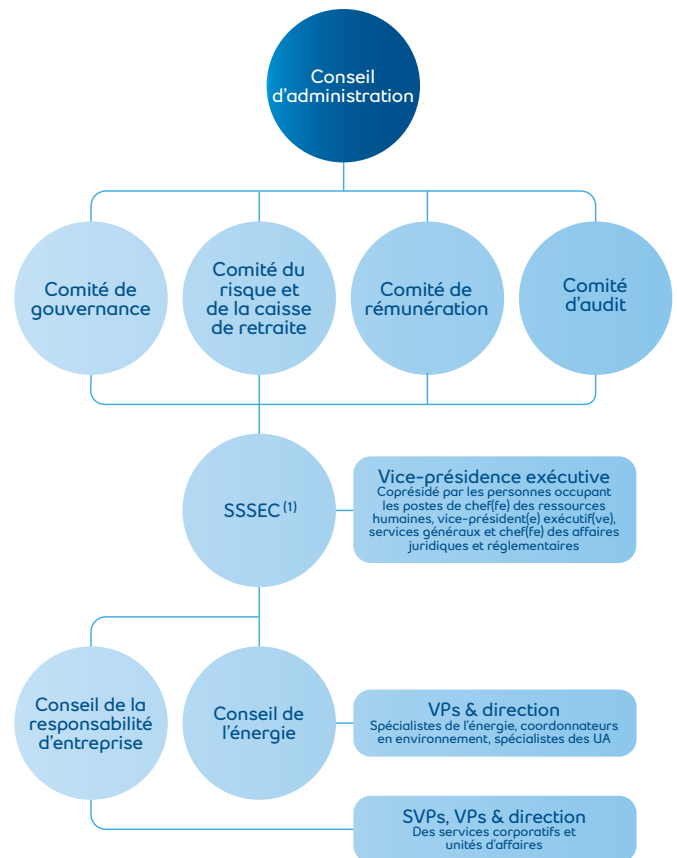 Conseil
d'administration
Comité de
gouvernance
Comité du
risque et
de la caisse
de retraite
Comité de
rémunération
Comité
d'audit
SSSEC (1)
Vice-présidence exécutive
Coprésidé par les personnes occupant
les postes de chef(fe) des ressources
humaines, vice-président(e) exécutif(ve),
services généraux et chef(fe) des affaires
juridiques et réglementaires
Conseil de la
responsabilité
d'entreprise
Conseil de
l'énergie
VPs & direction
Spécialistes de l'énergie, coordonnateurs
en environnement, spécialistes des UA
SVPs, VPs & direction
Des services corporatifs et
unités d'affaires